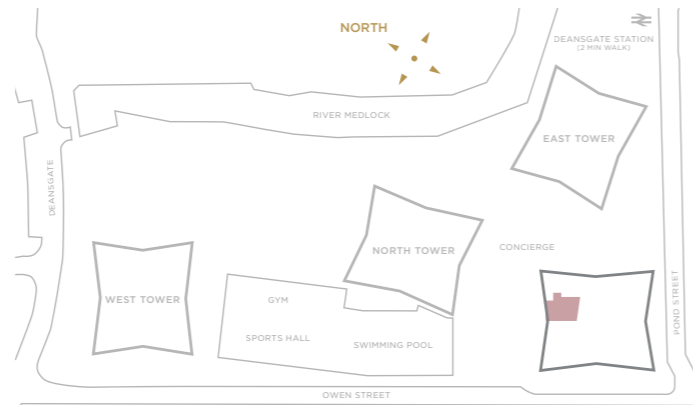 NORTH
DEANSGATE STATION
(2 MIN WALK)
RIVER MEDLOCK
EAST TOWER
DEANSGATE
NORTH TOWER
CONCIERGE
WEST TOWER
GYM
POND STREET
SPORTS HALL
SWIMMING POOL
OWEN STREET